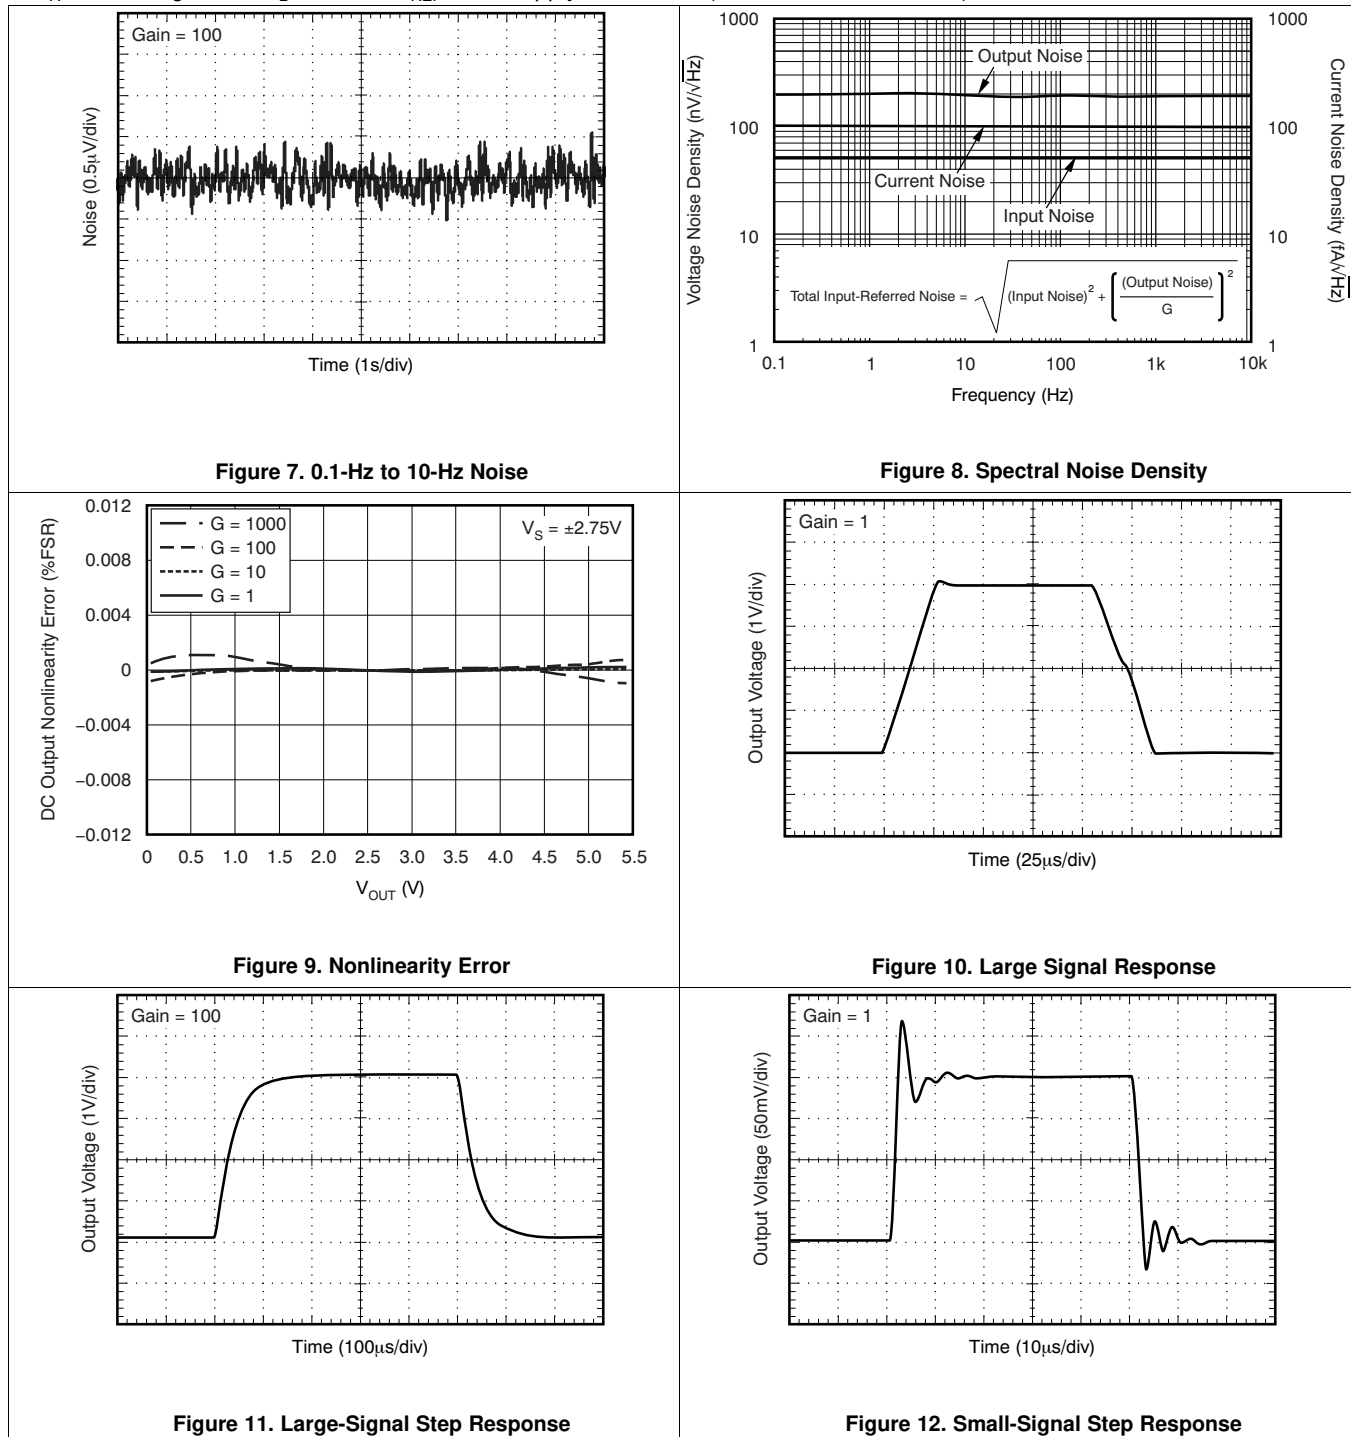 Gain = 100
Noise (0.5μV/div)
Time (1s/div)
Figure 7. 0.1-Hz to 10-Hz Noise
1000
100
10
1
Voltage Noise Density (nV/√Hz)
Output Noise
Current Noise
Input Noise
Total Input-Referred Noise = √ (Input Noise)² + [(Output Noise) / G]²
1000
100
10
1
Current Noise Density (fA/√Hz)
0.1 1 10 100 1k 10k
Frequency (Hz)
Figure 8. Spectral Noise Density
0.012
0.008
0.004
0
−0.004
−0.008
−0.012
DC Output Nonlinearity Error (%FSR)
G = 1000
G = 100
G = 10
G = 1
VS = ±2.75V
0 0.5 1.0 1.5 2.0 2.5 3.0 3.5 4.0 4.5 5.0 5.5
VOUT (V)
Figure 9. Nonlinearity Error
Gain = 1
Output Voltage (1V/div)
Time (25μs/div)
Figure 10. Large Signal Response
Gain = 100
Output Voltage (1V/div)
Time (100μs/div)
Figure 11. Large-Signal Step Response
Gain = 1
Output Voltage (50mV/div)
Time (10μs/div)
Figure 12. Small-Signal Step Response